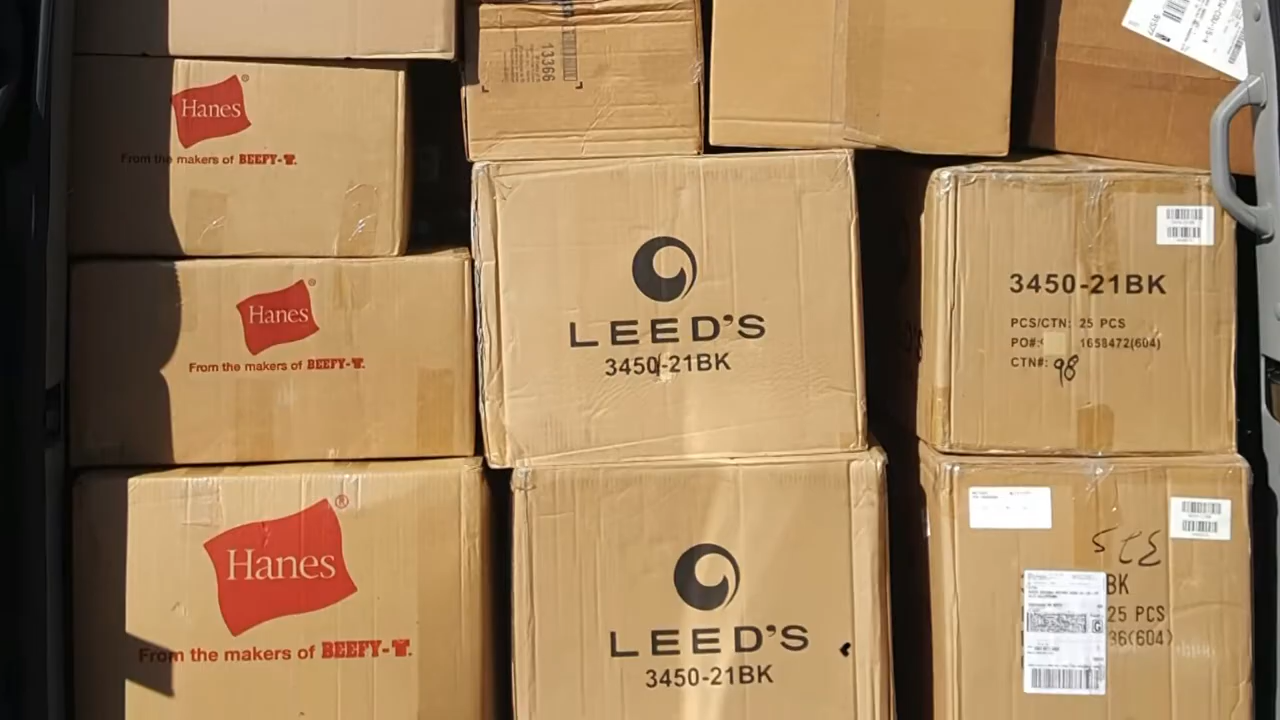 13366
Hanes®
From the makers of BEEFY-T.
Hanes®
From the makers of BEEFY-T.
Hanes®
From the makers of BEEFY-T.
LEED'S
3450-21BK
LEED'S
3450-21BK
3450-21BK
PCS/CTN: 25 PCS
PO#: 1658472(604)
CTN#: 98
BK
25 PCS
36(604)